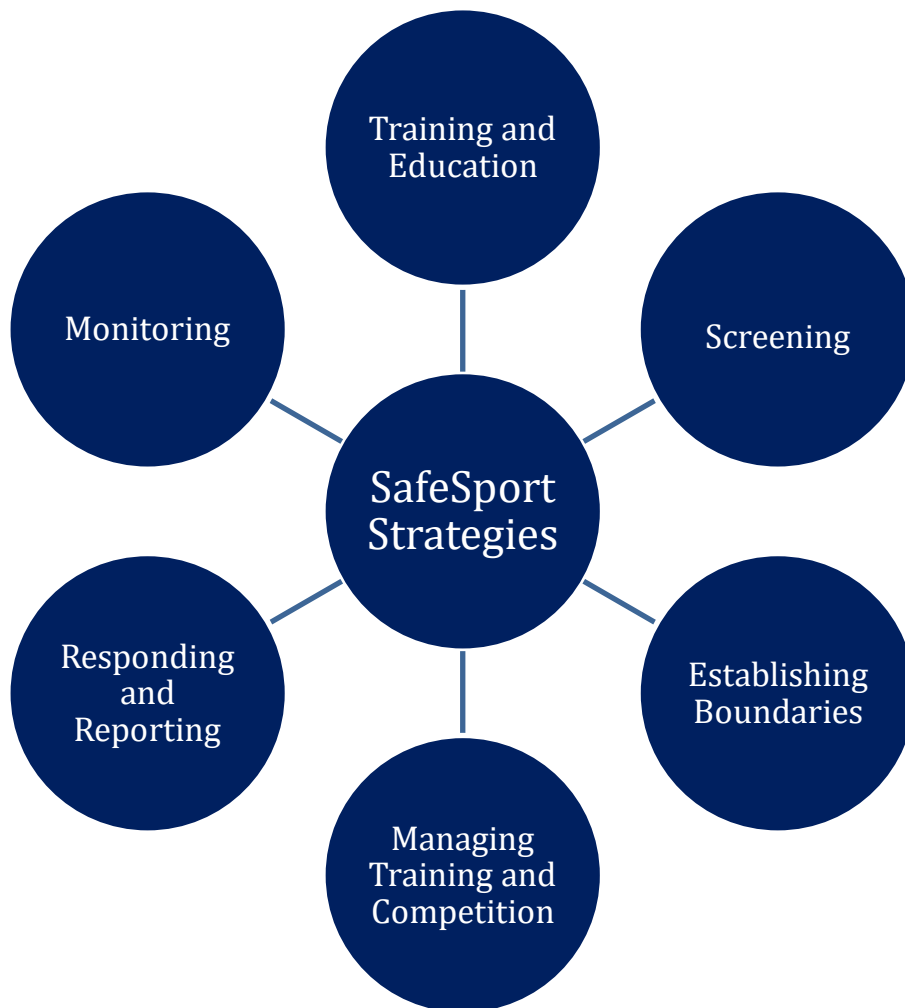 Training and
Education
Monitoring
Screening
SafeSport
Strategies
Responding
and
Reporting
Establishing
Boundaries
Managing
Training and
Competition